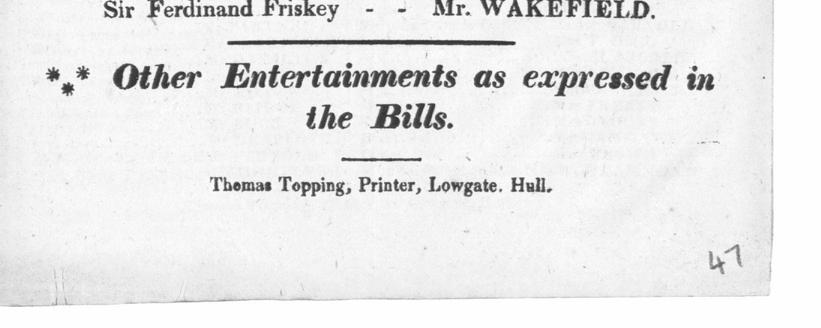 Sir Ferdinand Friskey - - Mr. WAKEFIELD.
*** Other Entertainments as expressed in
the Bills.
Thomas Topping, Printer, Lowgate. Hull.
47